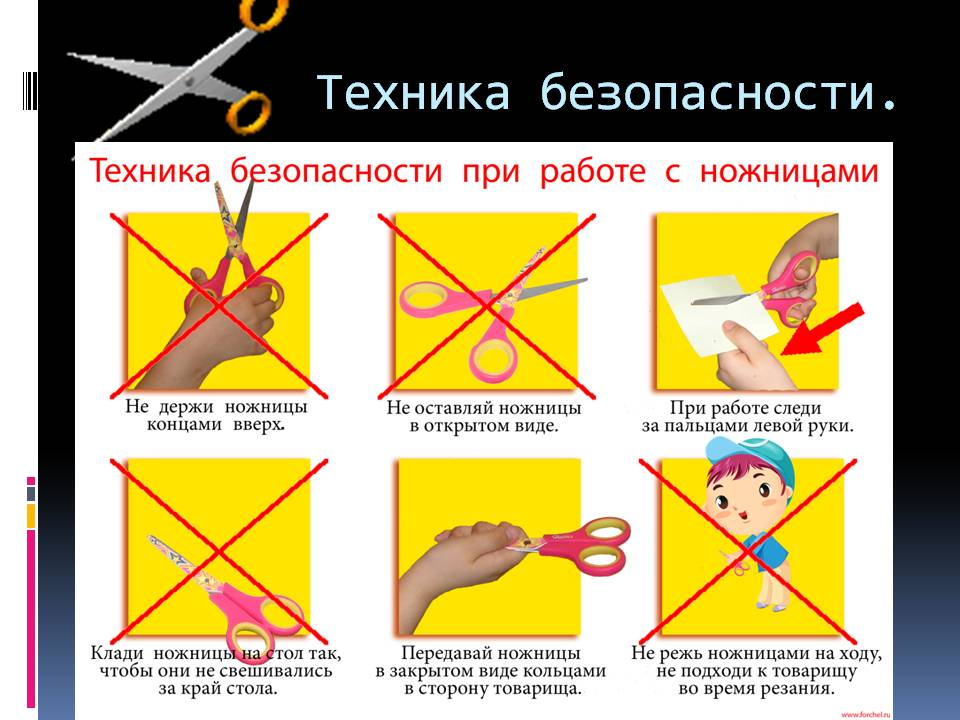 Техника безопасности.
Техника безопасности при работе с ножницами
Не держи ножницы
концами вверх.
Не оставляй ножницы
в открытом виде.
При работе следи
за пальцами левой руки.
Клади ножницы на стол так,
чтобы они не свешивались
за край стола.
Передавай ножницы
в закрытом виде кольцами
в сторону товарища.
Не режь ножницами на ходу,
не подходи к товарищу
во время резания.
www.forchel.ru